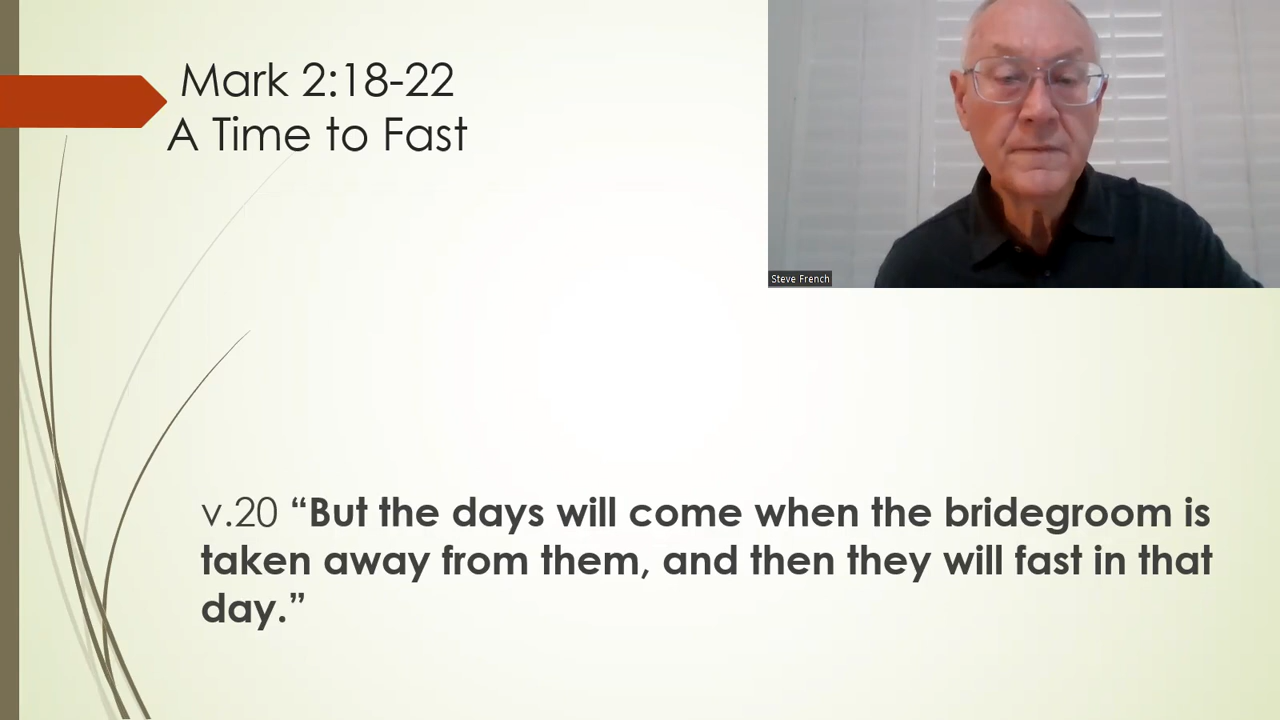 Mark 2:18-22
A Time to Fast
Steve French
v.20 “But the days will come when the bridegroom is
taken away from them, and then they will fast in that
day.”